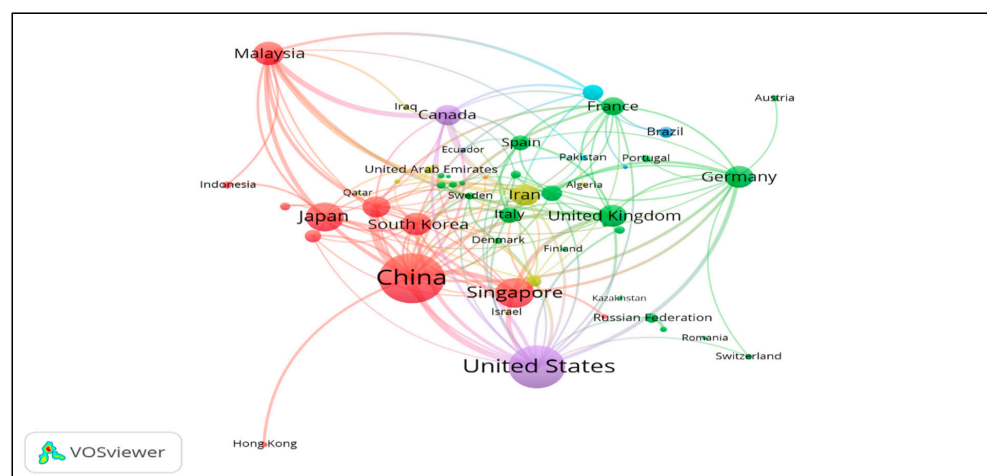 Malaysia
Austria
Iraq
France
Canada
Brazil
Spain
Ecuador
Pakistan
Portugal
United Arab Emirates
Germany
Indonesia
Qatar
Sweden
Iran
Algeria
Japan
South Korea
Italy
United Kingdom
Denmark
Finland
China
Singapore
Kazakhstan
Israel
Russian Federation
Romania
United States
Switzerland
Hong Kong
VOSviewer